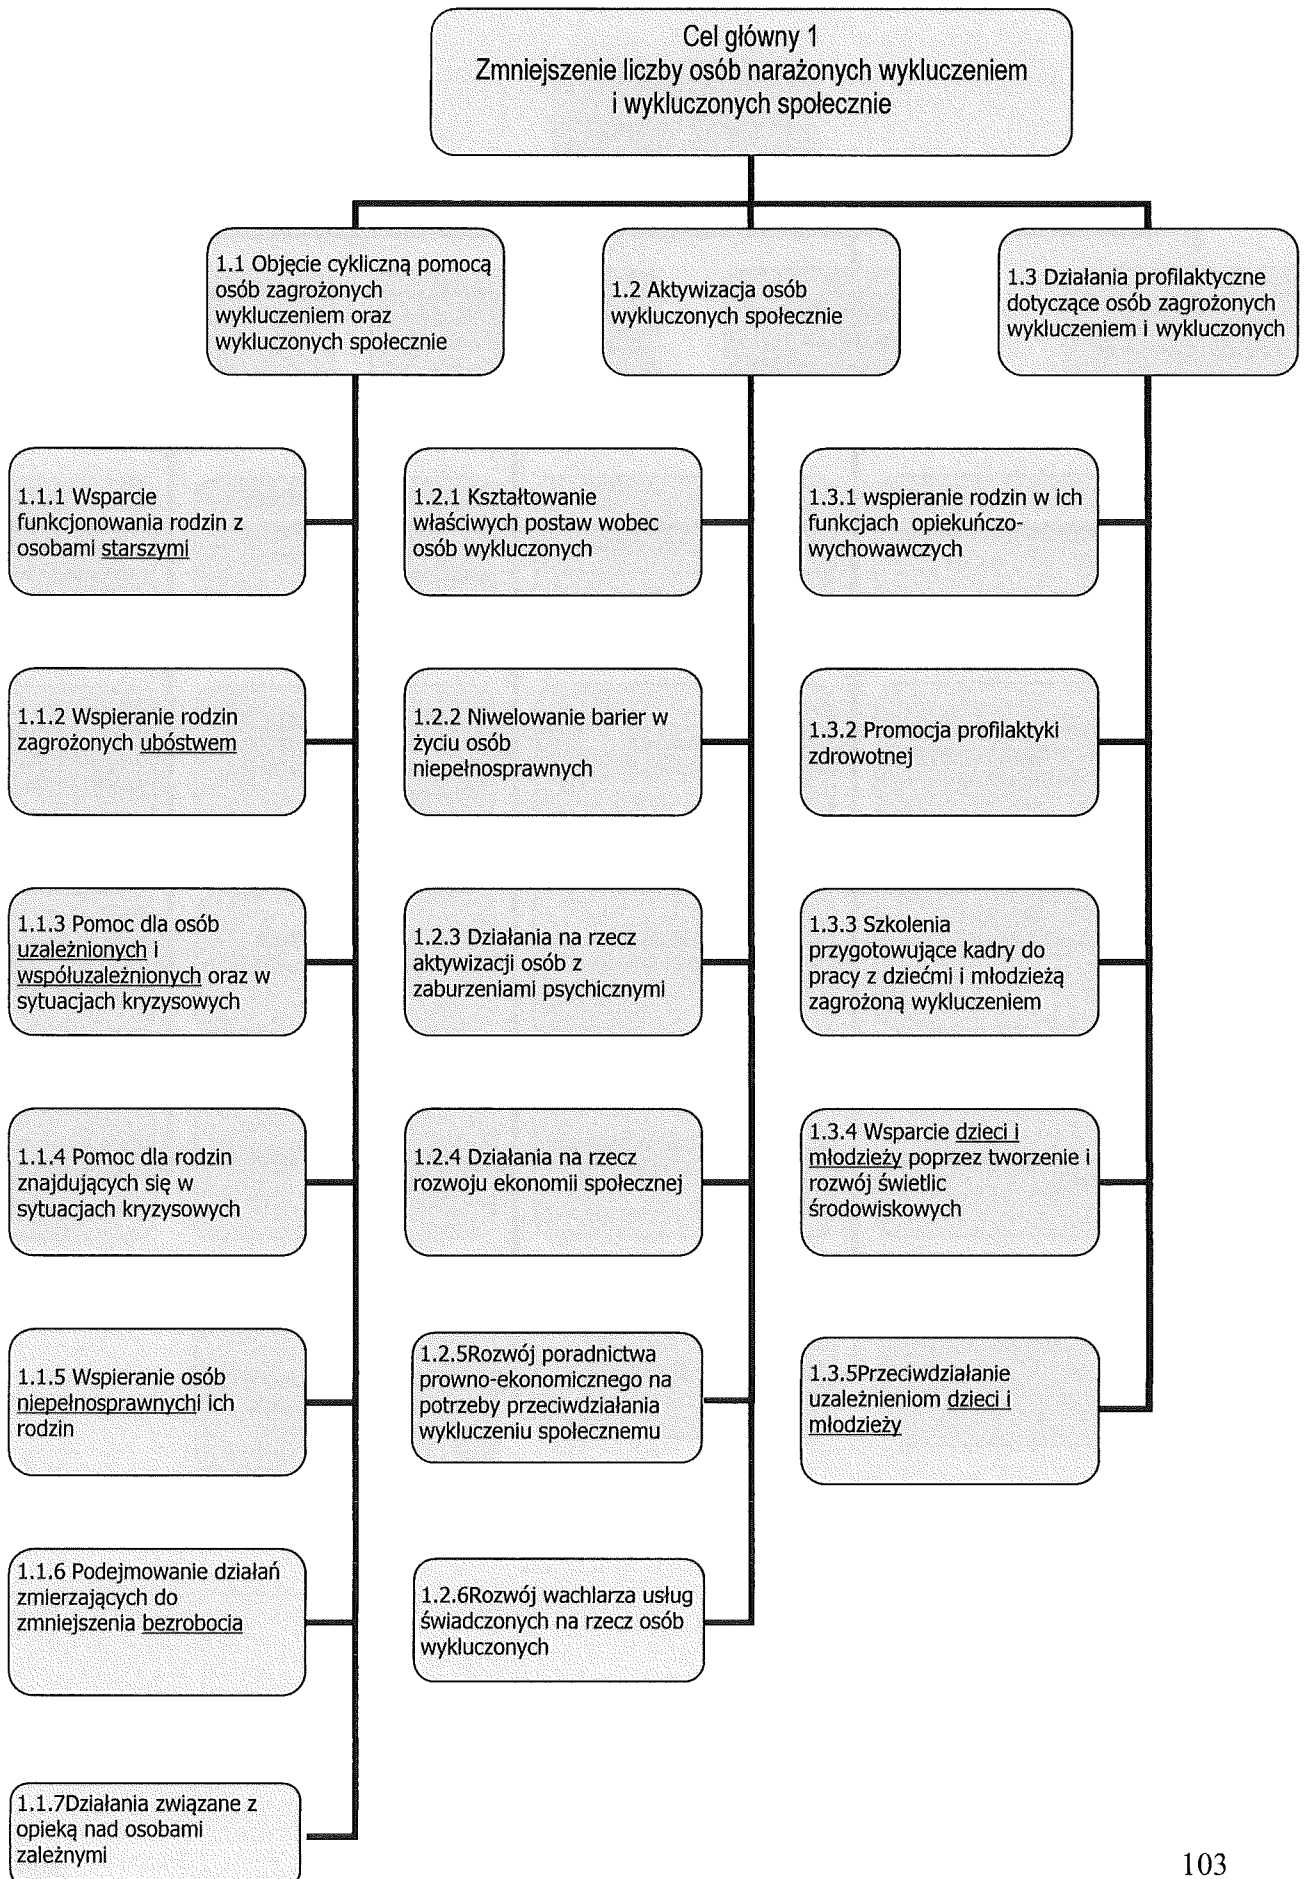 Cel główny 1
Zmniejszenie liczby osób narażonych wykluczeniem
i wykluczonych społecznie
1.1 Objęcie cykliczną pomocą
osób zagrożonych
wykluczeniem oraz
wykluczonych społecznie
1.2 Aktywizacja osób
wykluczonych społecznie
1.3 Działania profilaktyczne
dotyczące osób zagrożonych
wykluczeniem i wykluczonych
1.1.1 Wsparcie
funkcjonowania rodzin z
osobami starszymi
1.2.1 Kształtowanie
właściwych postaw wobec
osób wykluczonych
1.3.1 wspieranie rodzin w ich
funkcjach opiekuńczo-
wychowawczych
1.1.2 Wspieranie rodzin
zagrożonych ubóstwem
1.2.2 Niwelowanie barier w
życiu osób
niepełnosprawnych
1.3.2 Promocja profilaktyki
zdrowotnej
1.1.3 Pomoc dla osób
uzależnionych i
współuzależnionych oraz w
sytuacjach kryzysowych
1.2.3 Działania na rzecz
aktywizacji osób z
zaburzeniami psychicznymi
1.3.3 Szkolenia
przygotowujące kadry do
pracy z dziećmi i młodzieżą
zagrożoną wykluczeniem
1.1.4 Pomoc dla rodzin
znajdujących się w
sytuacjach kryzysowych
1.2.4 Działania na rzecz
rozwoju ekonomii społecznej
1.3.4 Wsparcie dzieci i
młodzieży poprzez tworzenie i
rozwój świetlic
środowiskowych
1.1.5 Wspieranie osób
niepełnosprawnychi ich
rodzin
1.2.5Rozwój poradnictwa
prowno-ekonomicznego na
potrzeby przeciwdziałania
wykluczeniu społecznemu
1.3.5Przeciwdziałanie
uzależnieniom dzieci i
młodzieży
1.1.6 Podejmowanie działań
zmierzających do
zmniejszenia bezrobocia
1.2.6Rozwój wachlarza usług
świadczonych na rzecz osób
wykluczonych
1.1.7Działania związane z
opieką nad osobami
zależnymi
103